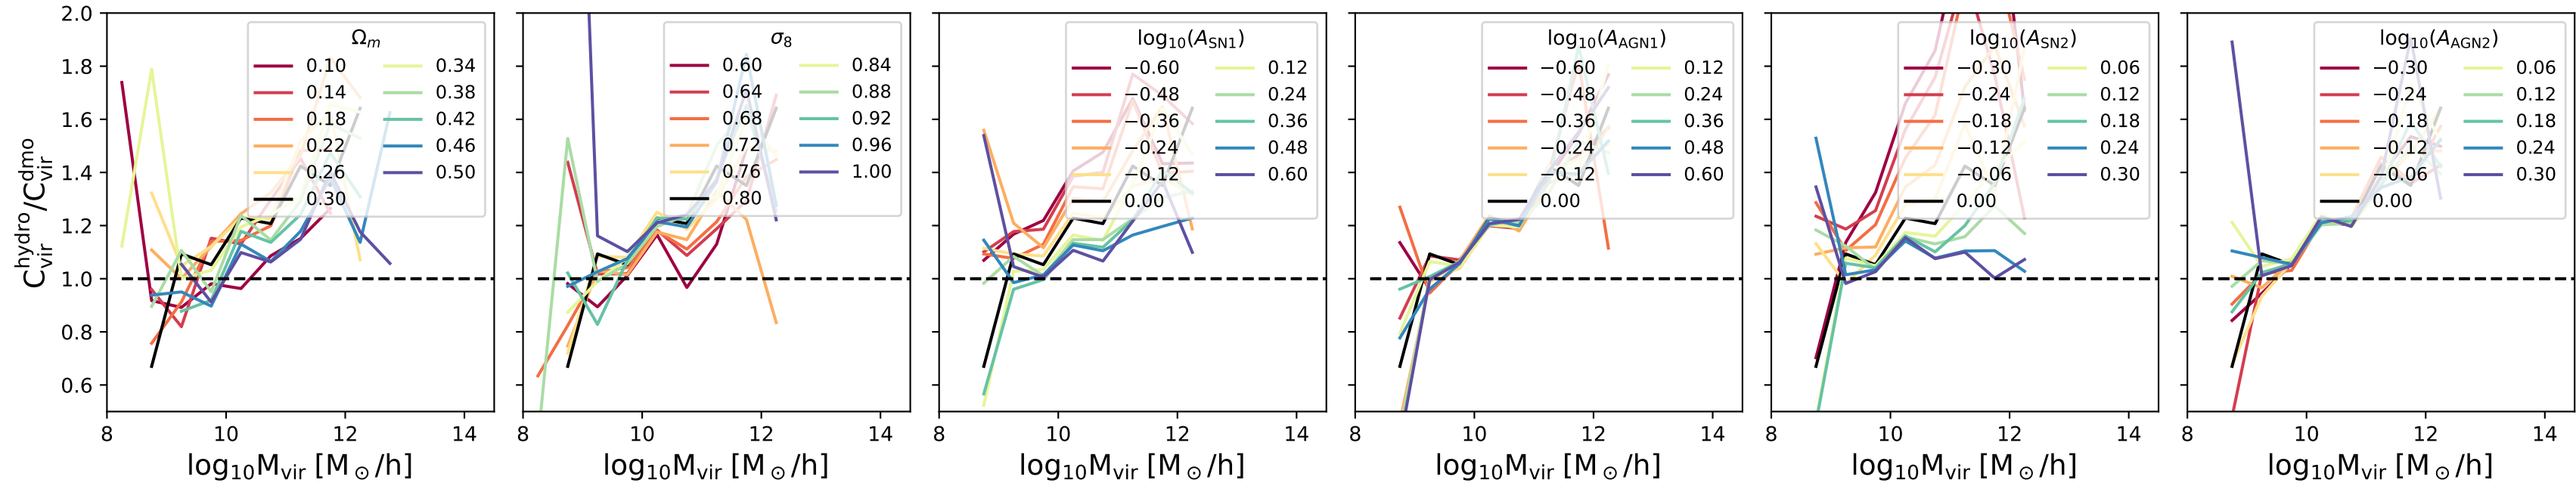 C_vir^hydro/C_vir^dmo
2.0
1.8
1.6
1.4
1.2
1.0
0.8
0.6
Ω_m
0.10 0.34
0.14 0.38
0.18 0.42
0.22 0.46
0.26 0.50
0.30
8 10 12 14
log₁₀M_vir [M_⊙/h]
σ_8
0.60 0.84
0.64 0.88
0.68 0.92
0.72 0.96
0.76 1.00
0.80
8 10 12 14
log₁₀M_vir [M_⊙/h]
log₁₀(A_SN1)
−0.60 0.12
−0.48 0.24
−0.36 0.36
−0.24 0.48
−0.12 0.60
0.00
8 10 12 14
log₁₀M_vir [M_⊙/h]
log₁₀(A_AGN1)
−0.60 0.12
−0.48 0.24
−0.36 0.36
−0.24 0.48
−0.12 0.60
0.00
8 10 12 14
log₁₀M_vir [M_⊙/h]
log₁₀(A_SN2)
−0.30 0.06
−0.24 0.12
−0.18 0.18
−0.12 0.24
−0.06 0.30
0.00
8 10 12 14
log₁₀M_vir [M_⊙/h]
log₁₀(A_AGN2)
−0.30 0.06
−0.24 0.12
−0.18 0.18
−0.12 0.24
−0.06 0.30
0.00
8 10 12 14
log₁₀M_vir [M_⊙/h]